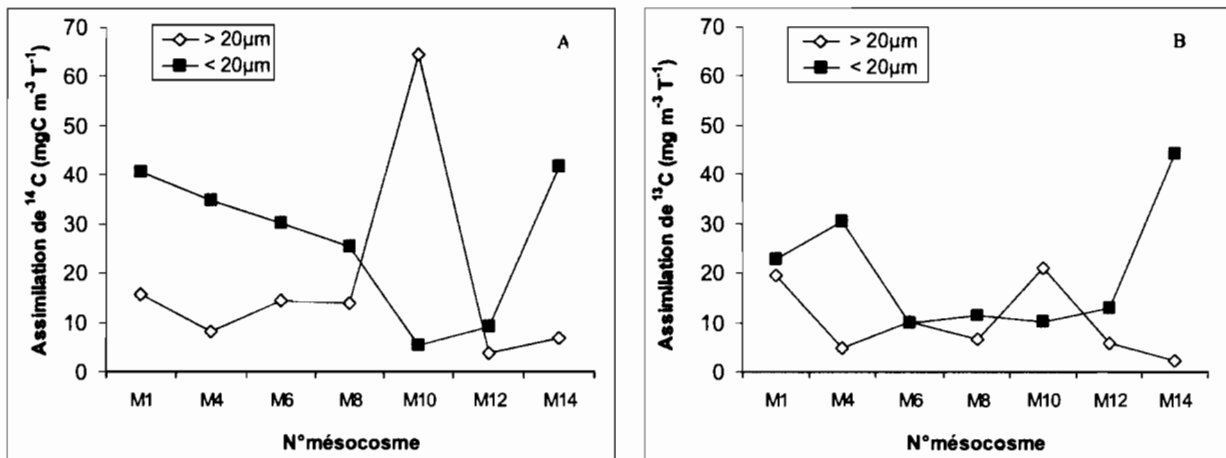 A
> 20µm
< 20µm
Assimilation de ¹⁴C (mgC m⁻³ T⁻¹)
70
60
50
40
30
20
10
0
M1 M4 M6 M8 M10 M12 M14
N°mésocosme
B
> 20µm
< 20µm
Assimilation de ¹³C (mg m⁻³ T⁻¹)
70
60
50
40
30
20
10
0
M1 M4 M6 M8 M10 M12 M14
N°mésocosme